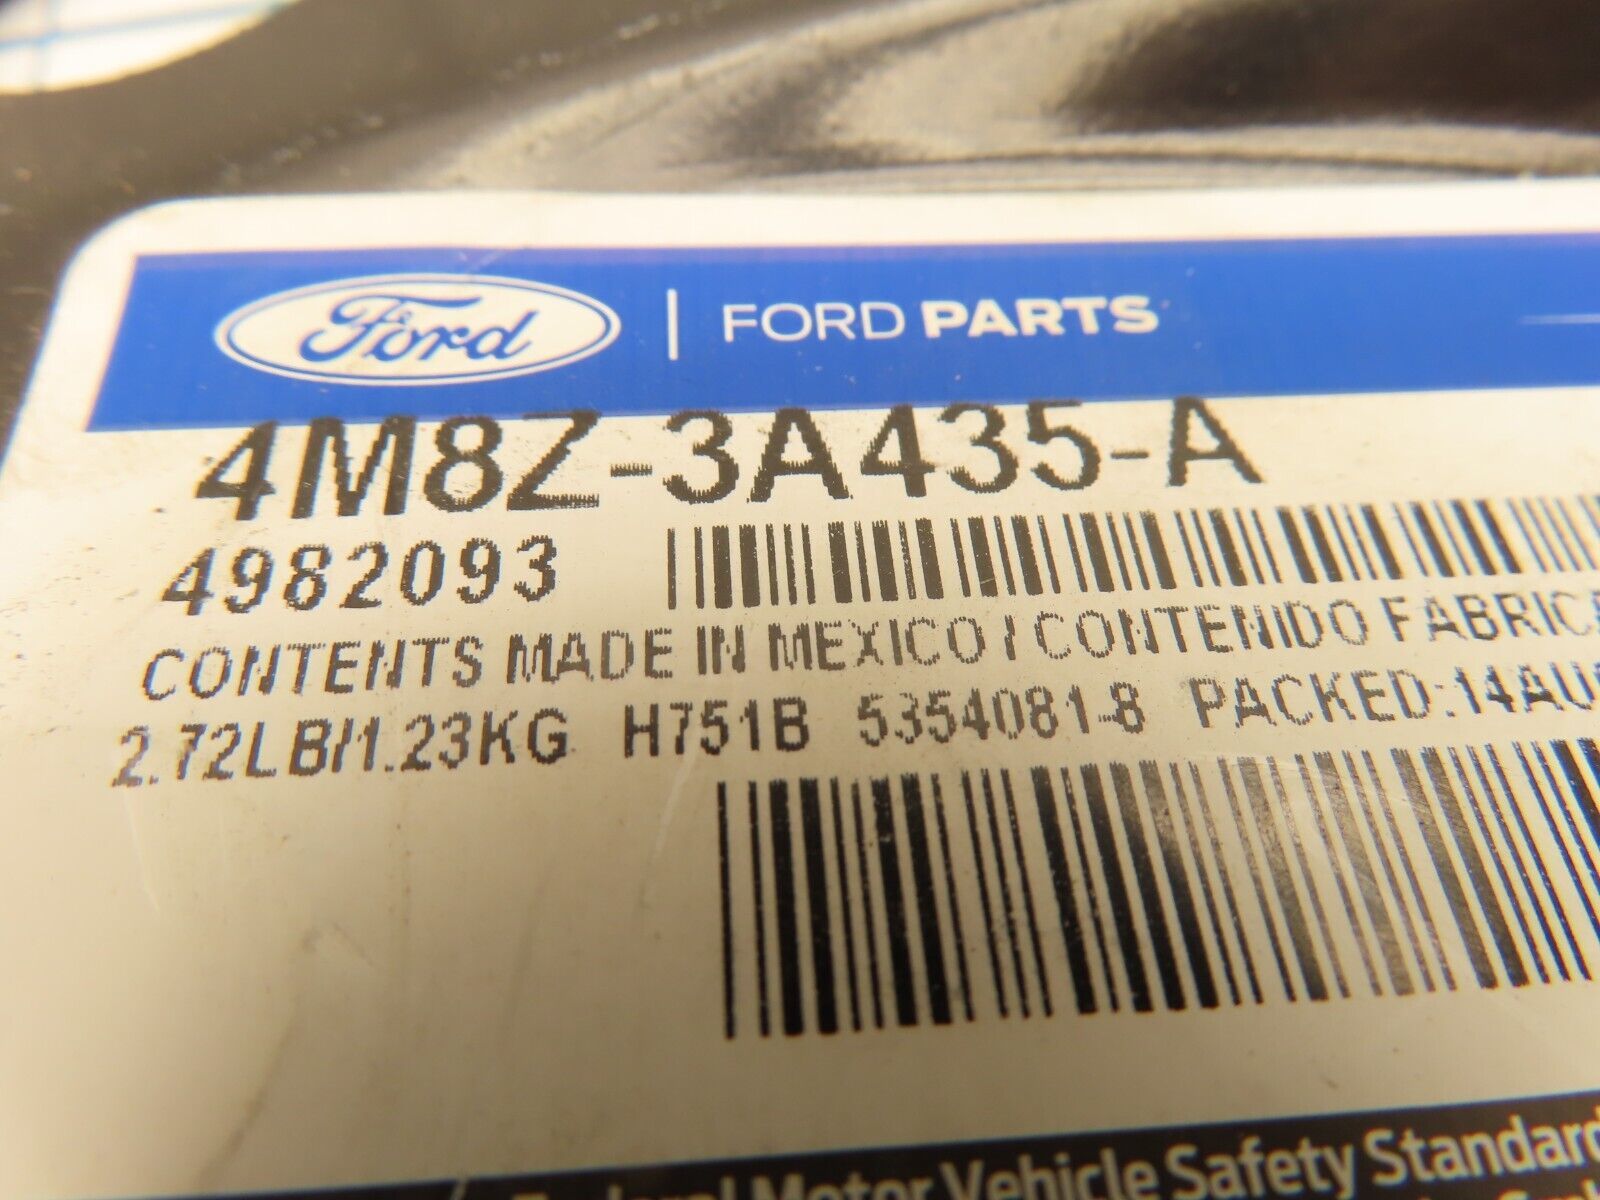 Ford | FORD PARTS
4M8Z-3A435-A
4982093
CONTENTS MADE IN MEXICO / CONTENIDO
2.72LB/1.23KG H751B 5354081-8 PACKED:14AU
Federal Motor Vehicle Safety Standard